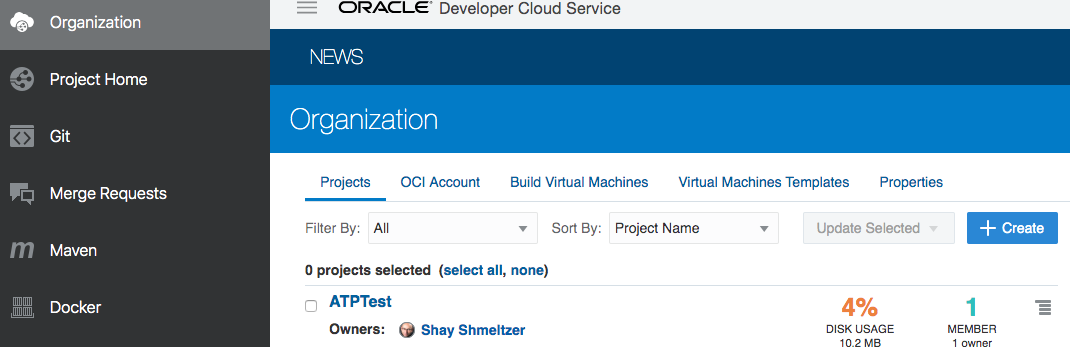 Organization
Project Home
Git
Merge Requests
Maven
Docker
ORACLE® Developer Cloud Service
NEWS
Organization
Projects OCI Account Build Virtual Machines Virtual Machines Templates Properties
Filter By: All Sort By: Project Name Update Selected + Create
0 projects selected (select all, none)
ATPTest 4% 1
Owners: Shay Shmeltzer DISK USAGE MEMBER
10.2 MB 1 owner